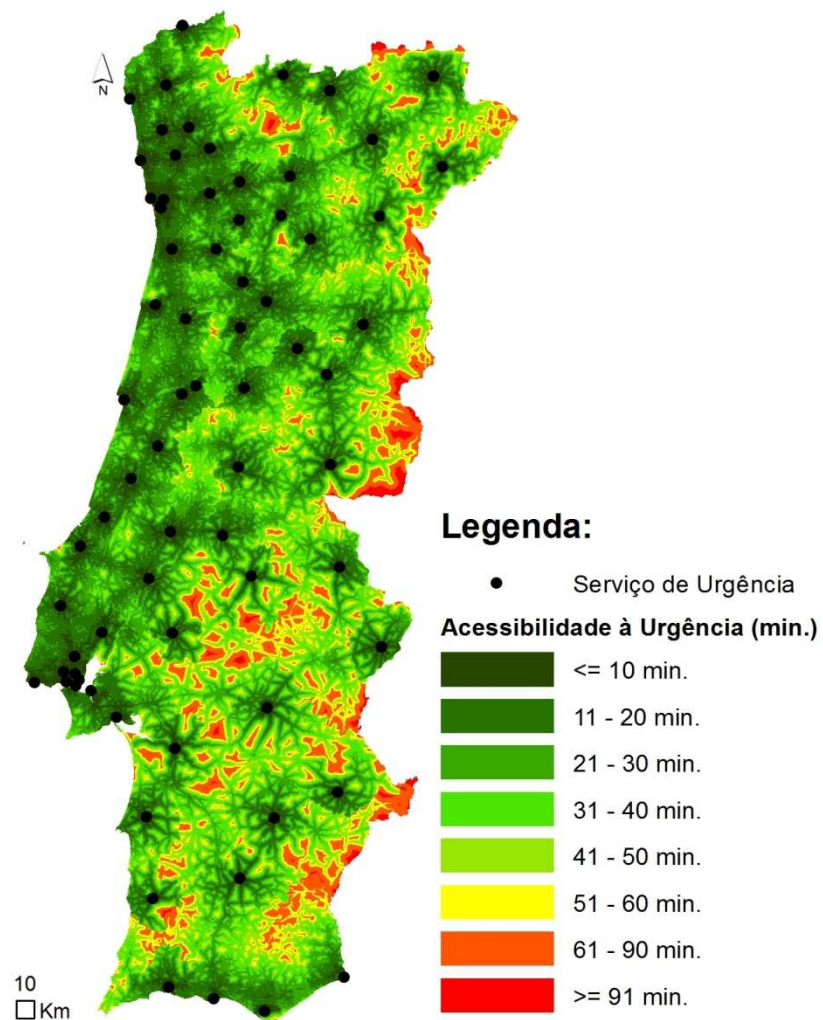 N
Legenda:
Serviço de Urgência
Acessibilidade à Urgência (min.)
<= 10 min.
11 - 20 min.
21 - 30 min.
31 - 40 min.
41 - 50 min.
51 - 60 min.
61 - 90 min.
>= 91 min.
10
Km